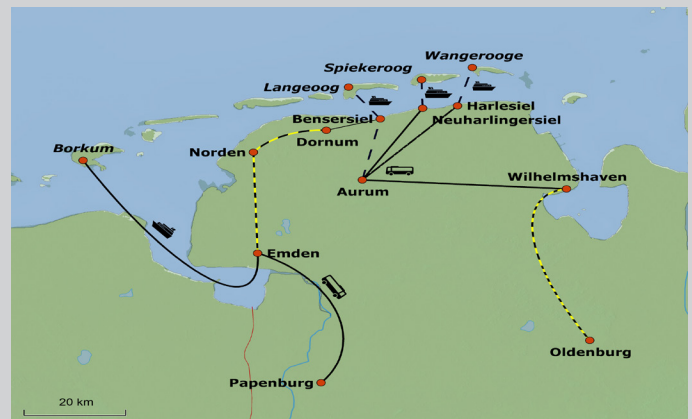 Wangerooge
Spiekeroog
Langeoog
Harlesiel
Bensersiel
Neuharlingersiel
Dornum
Borkum
Norden
Wilhelmshaven
Aurum
Emden
Oldenburg
Papenburg
20 km